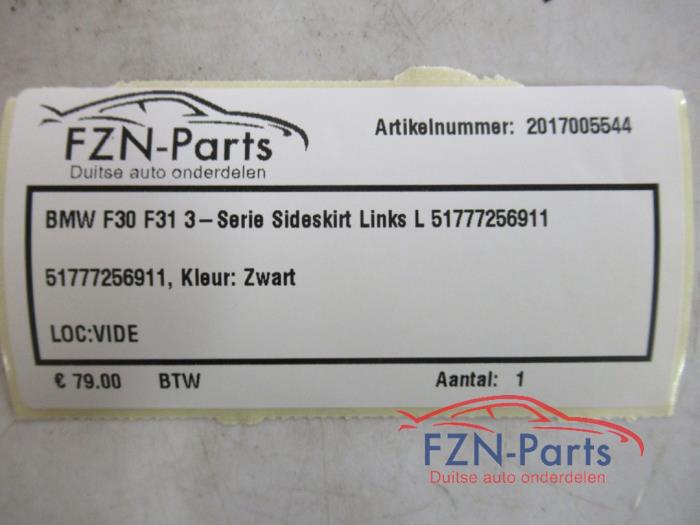 FZN-Parts
Duitse auto onderdelen
Artikelnummer: 2017005544
BMW F30 F31 3-Serie Sideskirt Links L 51777256911
51777256911, Kleur: Zwart
LOC:VIDE
€ 79.00 BTW Aantal: 1
FZN-Parts
Duitse auto onderdelen